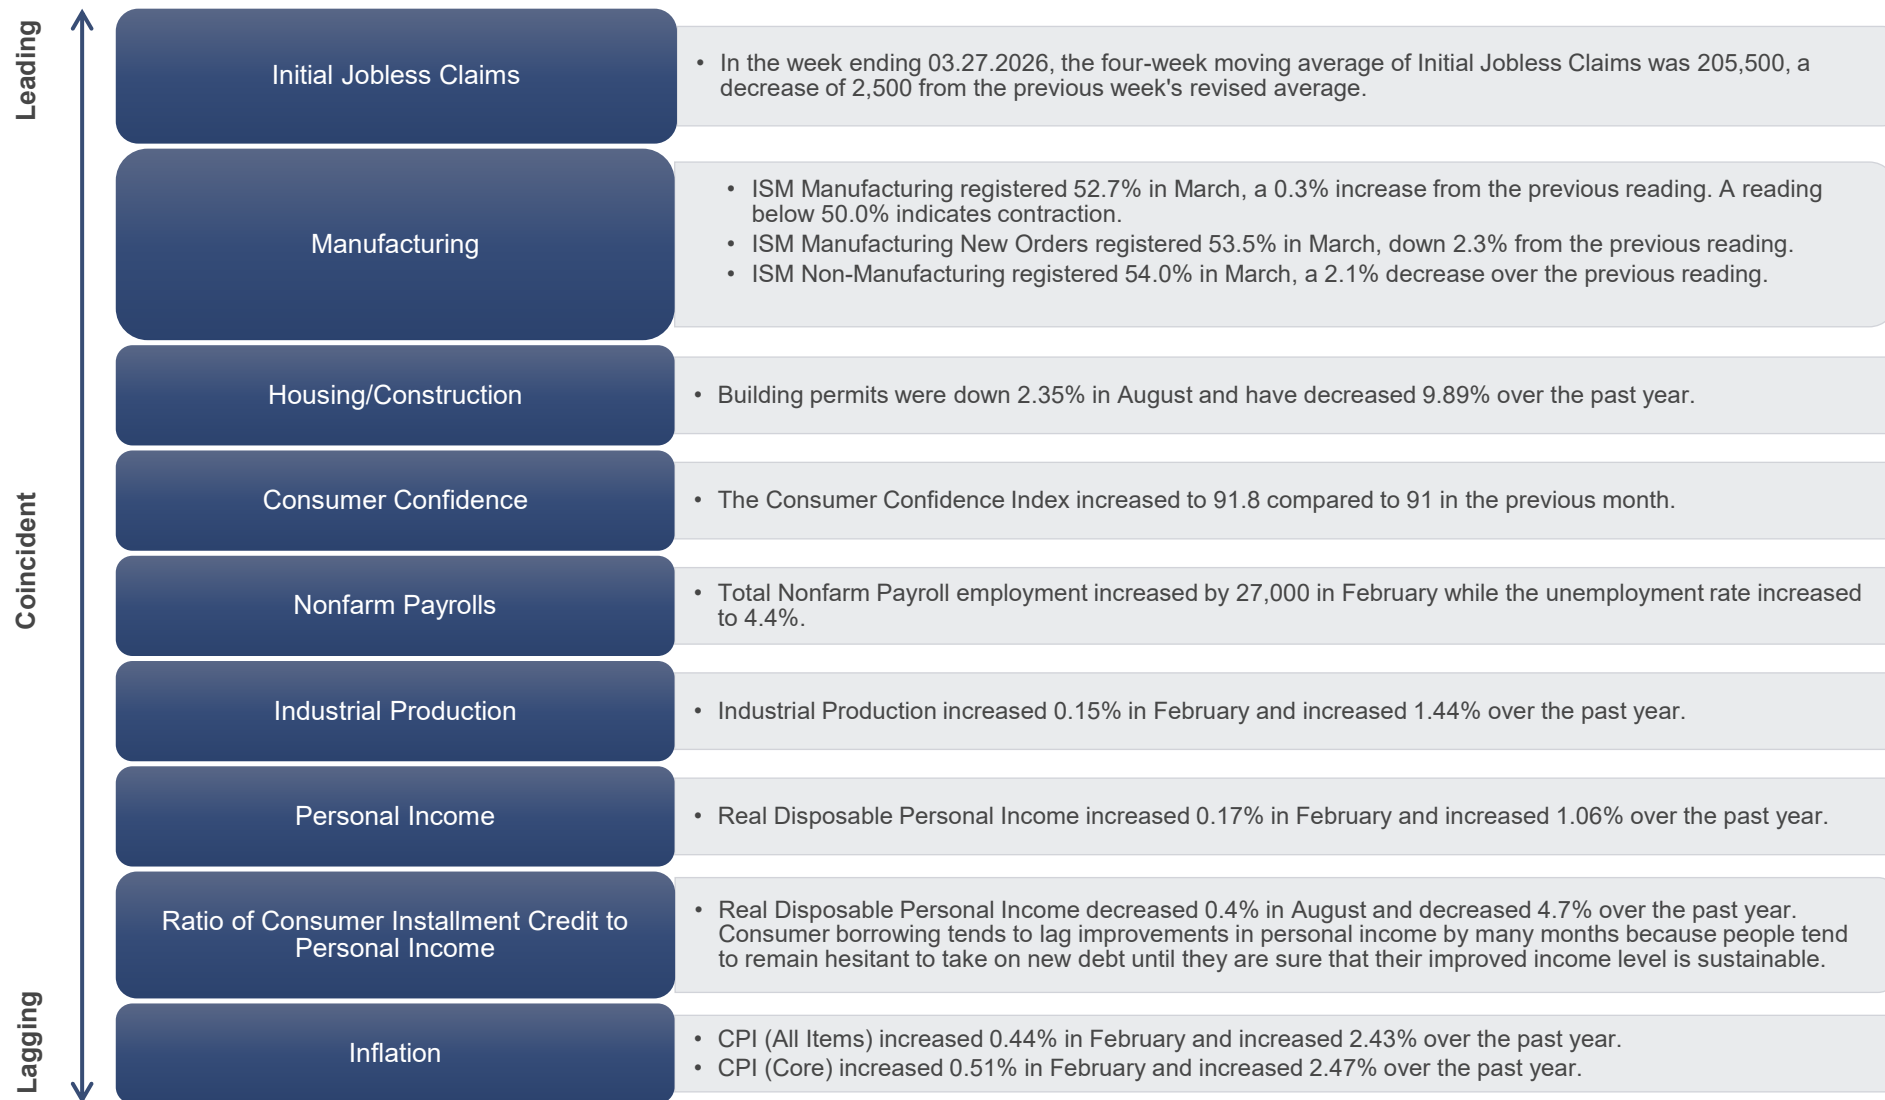 Leading
Initial Jobless Claims
• In the week ending 03.27.2026, the four-week moving average of Initial Jobless Claims was 205,500, a
decrease of 2,500 from the previous week's revised average.
Manufacturing
• ISM Manufacturing registered 52.7% in March, a 0.3% increase from the previous reading. A reading
below 50.0% indicates contraction.
• ISM Manufacturing New Orders registered 53.5% in March, down 2.3% from the previous reading.
• ISM Non-Manufacturing registered 54.0% in March, a 2.1% decrease over the previous reading.
Housing/Construction
• Building permits were down 2.35% in August and have decreased 9.89% over the past year.
Coincident
Consumer Confidence
• The Consumer Confidence Index increased to 91.8 compared to 91 in the previous month.
Nonfarm Payrolls
• Total Nonfarm Payroll employment increased by 27,000 in February while the unemployment rate increased
to 4.4%.
Industrial Production
• Industrial Production increased 0.15% in February and increased 1.44% over the past year.
Personal Income
• Real Disposable Personal Income increased 0.17% in February and increased 1.06% over the past year.
Ratio of Consumer Installment Credit to
Personal Income
• Real Disposable Personal Income decreased 0.4% in August and decreased 4.7% over the past year.
Consumer borrowing tends to lag improvements in personal income by many months because people tend
to remain hesitant to take on new debt until they are sure that their improved income level is sustainable.
Lagging
Inflation
• CPI (All Items) increased 0.44% in February and increased 2.43% over the past year.
• CPI (Core) increased 0.51% in February and increased 2.47% over the past year.